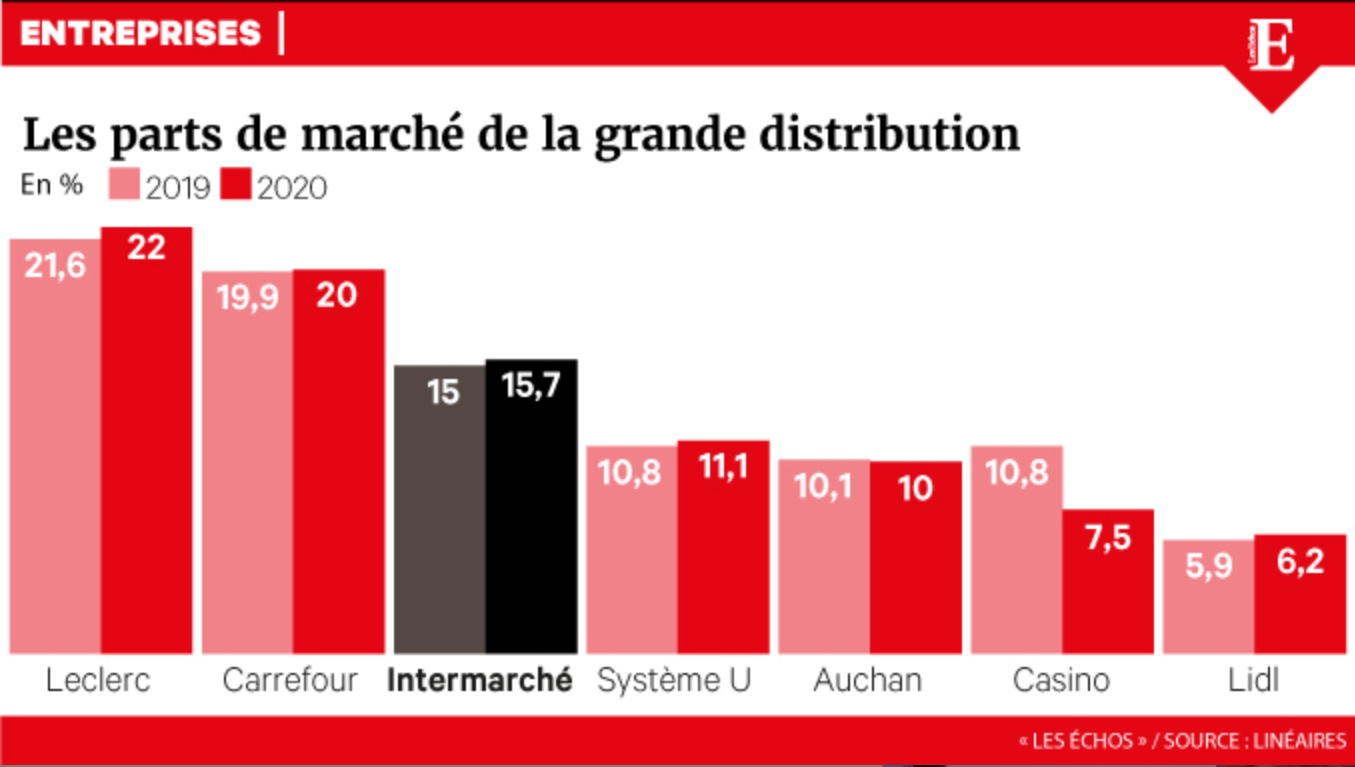 ENTREPRISES
Les Echos
E
Les parts de marché de la grande distribution
En % 2019 2020
21,6 22 19,9 20 15 15,7 10,8 11,1 10,1 10 10,8 7,5 5,9 6,2
Leclerc Carrefour Intermarché Système U Auchan Casino Lidl
« LES ÉCHOS » / SOURCE : LINÉAIRES